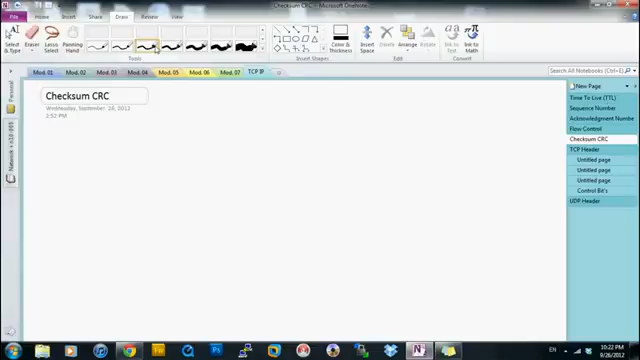 Checksum CRC - Microsoft OneNote
File Home Insert Share Draw Review View
Select & Type Eraser Lasso Select Panning Hand Color & Thickness Insert Space Delete Arrange Rotate Ink to Text Ink to Math
Tools Insert Shapes Edit Convert
Mod. 01 Mod. 02 Mod. 03 Mod. 04 Mod. 05 Mod. 06 Mod. 07 TCP IP
Search All Notebooks (Ctrl+E)
Personal
New Page
Checksum CRC
Time To Live (TTL)
Wednesday, September 26, 2012
Sequence Number
2:52 PM
Acknowledgment Numbe
Flow Control
Checksum CRC
TCP Header
Untitled page
Untitled page
Untitled page
Control Bit's
UDF Header
EN
10:22 PM
9/26/2012